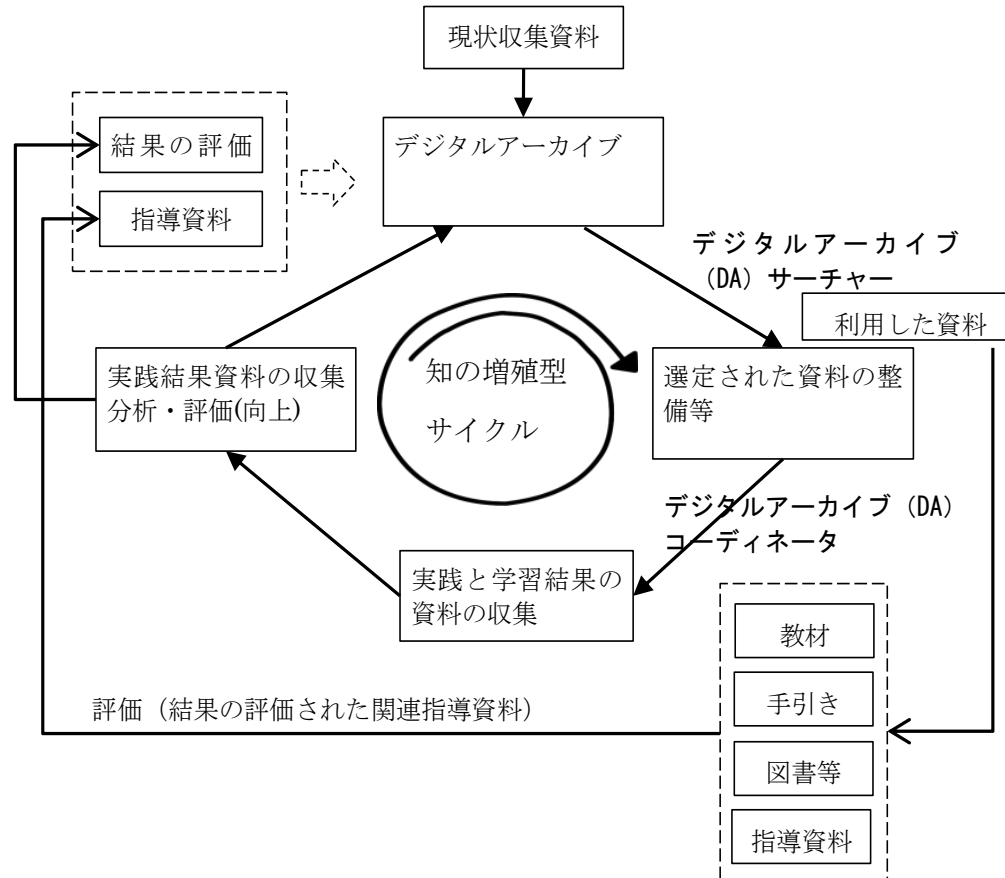 現状収集資料
結果の評価
指導資料
デジタルアーカイブ
デジタルアーカイブ
(DA) サーチャー
利用した資料
実践結果資料の収集
分析・評価(向上)
知の増殖型
サイクル
選定された資料の整
備等
デジタルアーカイブ (DA)
コーディネータ
実践と学習結果の
資料の収集
教材
手引き
図書等
指導資料
評価（結果の評価された関連指導資料）